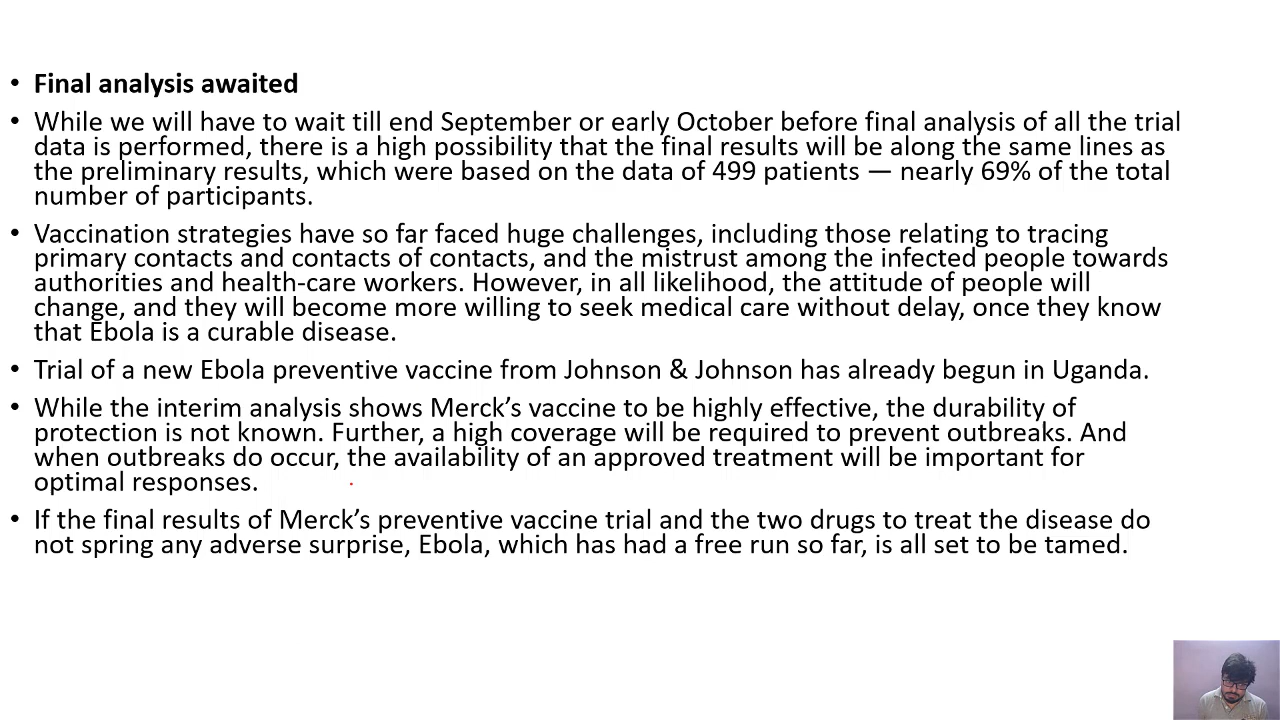 • Final analysis awaited
• While we will have to wait till end September or early October before final analysis of all the trial
data is performed, there is a high possibility that the final results will be along the same lines as
the preliminary results, which were based on the data of 499 patients — nearly 69% of the total
number of participants.
• Vaccination strategies have so far faced huge challenges, including those relating to tracing
primary contacts and contacts of contacts, and the mistrust among the infected people towards
authorities and health-care workers. However, in all likelihood, the attitude of people will
change, and they will become more willing to seek medical care without delay, once they know
that Ebola is a curable disease.
• Trial of a new Ebola preventive vaccine from Johnson & Johnson has already begun in Uganda.
• While the interim analysis shows Merck’s vaccine to be highly effective, the durability of
protection is not known. Further, a high coverage will be required to prevent outbreaks. And
when outbreaks do occur, the availability of an approved treatment will be important for
optimal responses.
• If the final results of Merck’s preventive vaccine trial and the two drugs to treat the disease do
not spring any adverse surprise, Ebola, which has had a free run so far, is all set to be tamed.